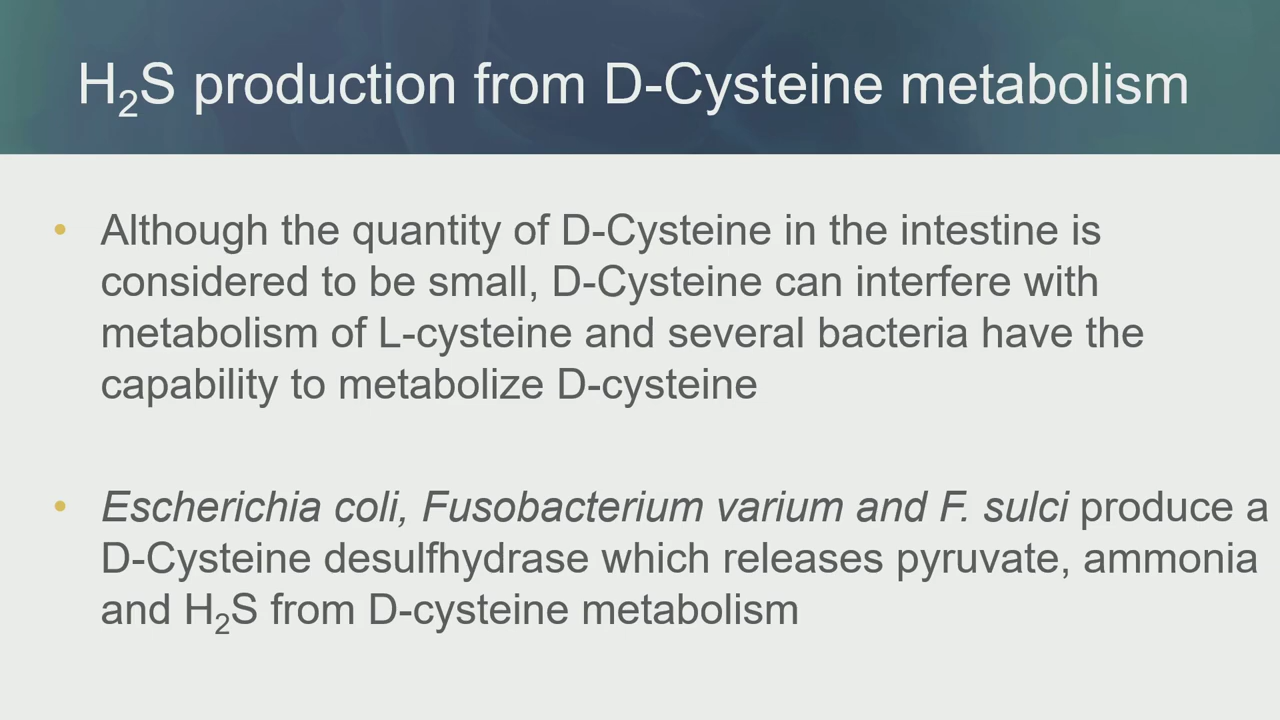 H₂S production from D-Cysteine metabolism
• Although the quantity of D-Cysteine in the intestine is
considered to be small, D-Cysteine can interfere with
metabolism of L-cysteine and several bacteria have the
capability to metabolize D-cysteine
• Escherichia coli, Fusobacterium varium and F. sulci produce a
D-Cysteine desulfhydrase which releases pyruvate, ammonia
and H₂S from D-cysteine metabolism